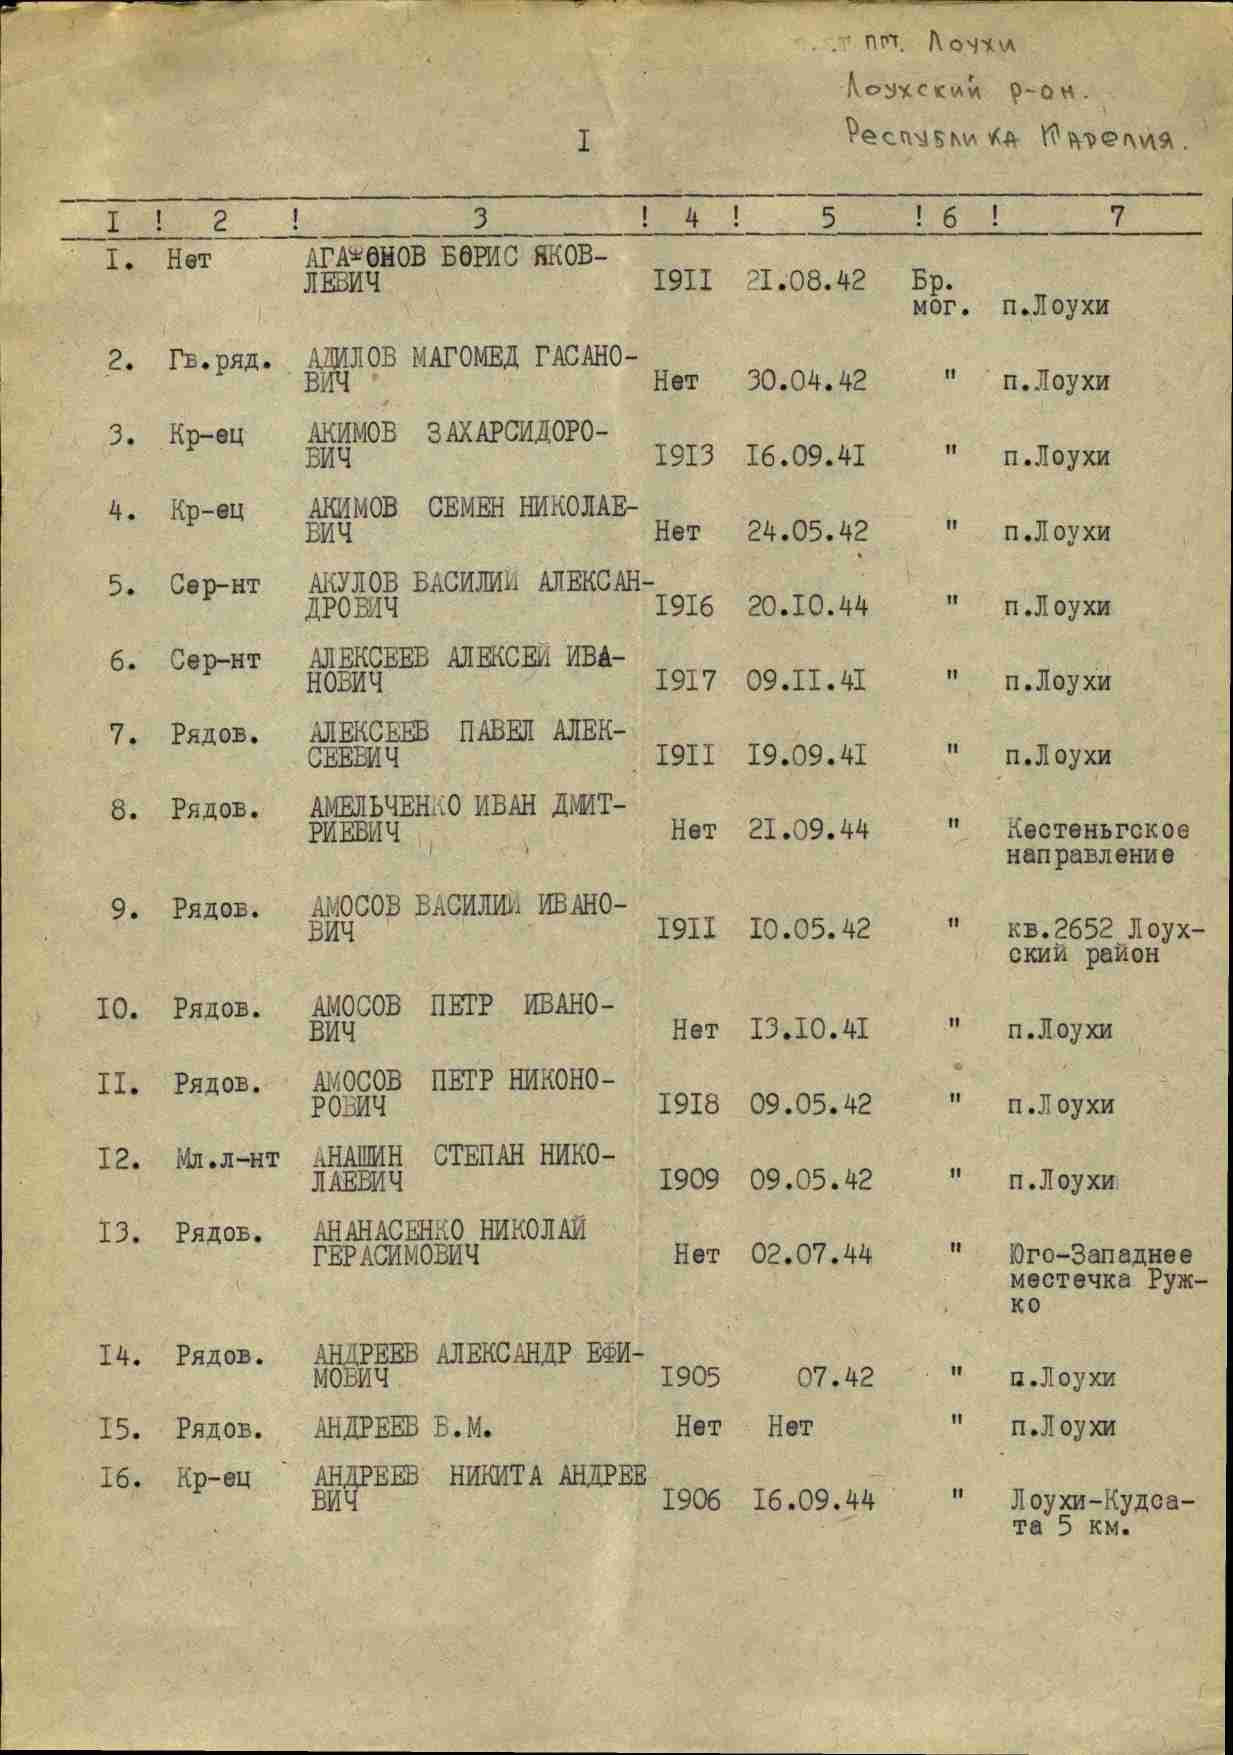 пгт. Лоухи
Лоухский р-он.
Республика Карелия.
I
I ! 2 ! 3 ! 4 ! 5 ! 6 ! 7
I. Нет АГАФОНОВ БОРИС ЯКОВ-
ЛЕВИЧ I9II 2I.08.42 Бр.
мог. п.Лоухи
2. Гв.ряд. АДИЛОВ МАГОМЕД ГАСАНО-
ВИЧ Нет 30.04.42 " п.Лоухи
3. Кр-ец АКИМОВ ЗАХАРСИДОРО-
ВИЧ I9I3 I6.09.4I " п.Лоухи
4. Кр-ец АКИМОВ СЕМЕН НИКОЛАЕ-
ВИЧ Нет 24.05.42 " п.Лоухи
5. Сер-нт АКУЛОВ ВАСИЛИЙ АЛЕКСАН-
ДРОВИЧ I9I6 20.I0.44 " п.Лоухи
6. Сер-нт АЛЕКСЕЕВ АЛЕКСЕЙ ИВА-
НОВИЧ I9I7 09.II.4I " п.Лоухи
7. Рядов. АЛЕКСЕЕВ ПАВЕЛ АЛЕК-
СЕЕВИЧ I9II I9.09.4I " п.Лоухи
8. Рядов. АМЕЛЬЧЕНКО ИВАН ДМИТ-
РИЕВИЧ Нет 2I.09.44 " Кестеньгское
направление
9. Рядов. АМОСОВ ВАСИЛИЙ ИВАНО-
ВИЧ I9II I0.05.42 " кв.2652 Лоух-
ский район
I0. Рядов. АМОСОВ ПЕТР ИВАНО-
ВИЧ Нет I3.I0.4I " п.Лоухи
II. Рядов. АМОСОВ ПЕТР НИКОНО-
РОВИЧ I9I8 09.05.42 " п.Лоухи
I2. Мл.л-нт АНАШИН СТЕПАН НИКО-
ЛАЕВИЧ I909 09.05.42 " п.Лоухи
I3. Рядов. АНАНАСЕНКО НИКОЛАЙ
ГЕРАСИМОВИЧ Нет 02.07.44 " Юго-Западнее
местечка Руж-
ко
I4. Рядов. АНДРЕЕВ АЛЕКСАНДР ЕФИ-
МОВИЧ I905 07.42 " п.Лоухи
I5. Рядов. АНДРЕЕВ В.М. Нет Нет " п.Лоухи
I6. Кр-ец АНДРЕЕВ НИКИТА АНДРЕЕ
ВИЧ I906 I6.09.44 " Лоухи-Кудса-
та 5 км.